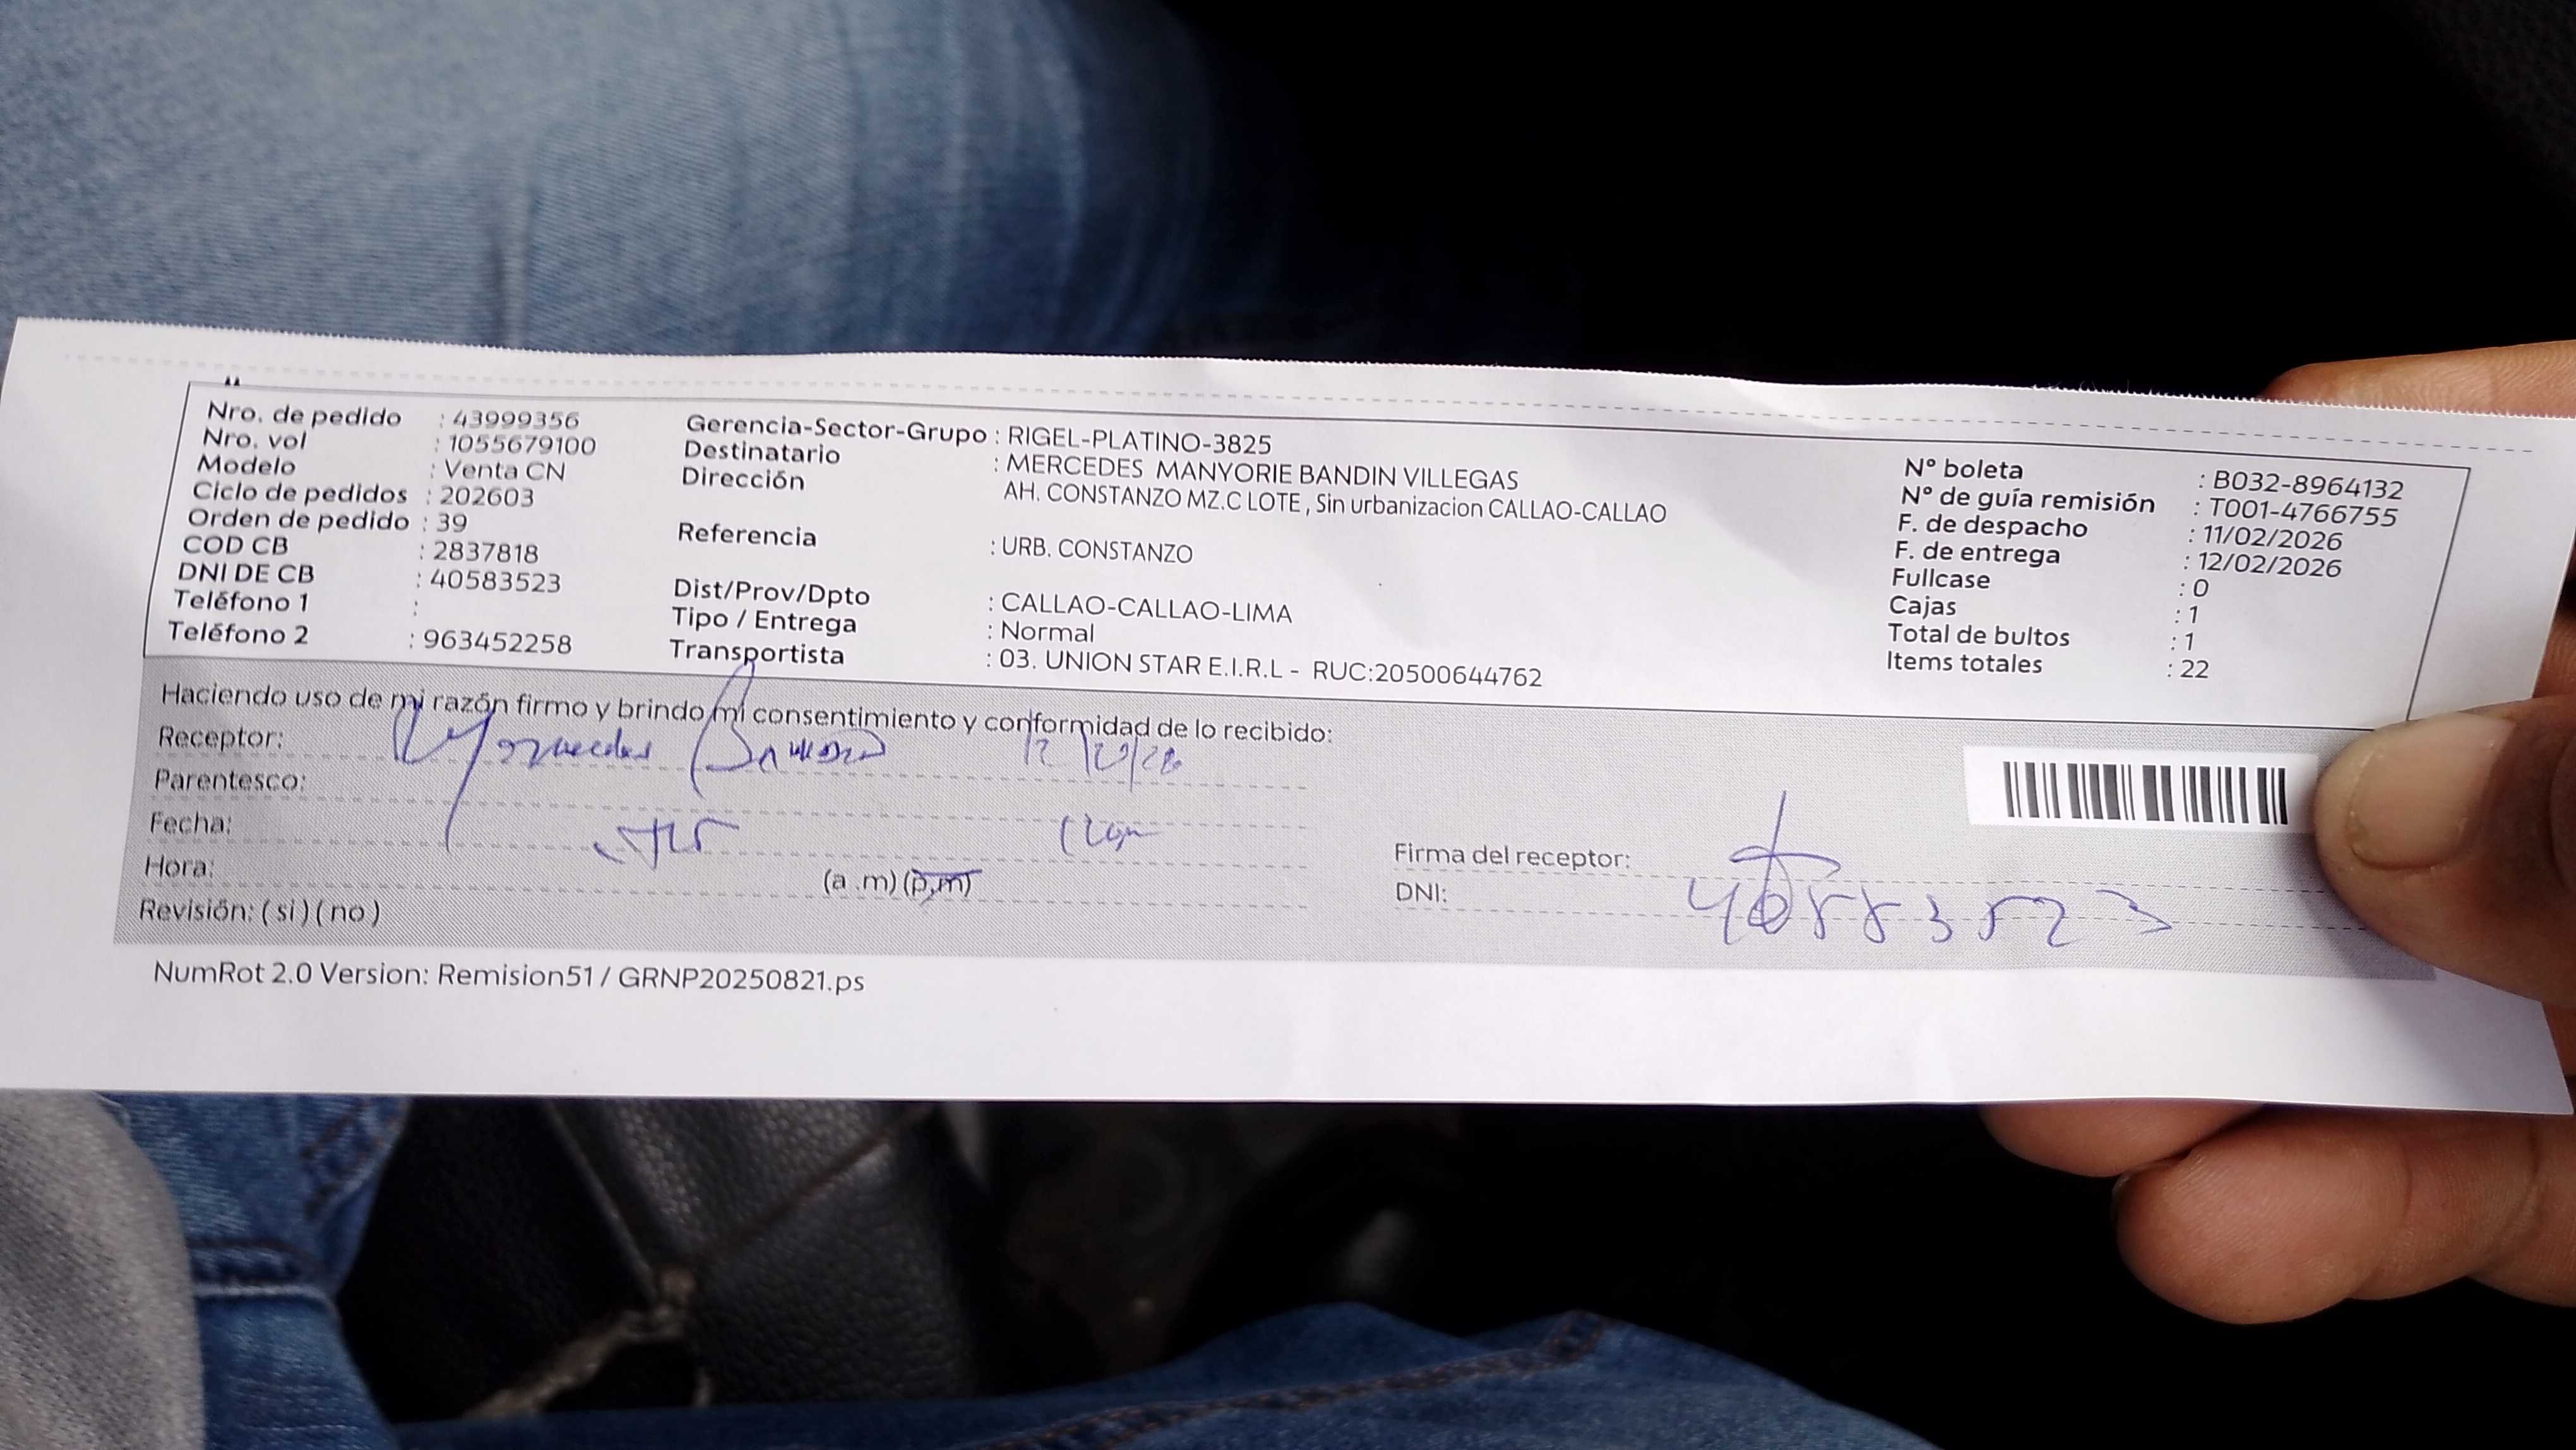 Nro. de pedido : 43999356
Nro. vol : 1055679100
Modelo : Venta CN
Ciclo de pedidos : 202603
Orden de pedido : 39
COD CB : 2837818
DNI DE CB : 40583523
Teléfono 1 :
Teléfono 2 : 963452258
Gerencia-Sector-Grupo : RIGEL-PLATINO-3825
Destinatario : MERCEDES MANYORIE BANDIN VILLEGAS
Dirección AH. CONSTANZO MZ.C LOTE , Sin urbanizacion CALLAO-CALLAO
Referencia : URB. CONSTANZO
Dist/Prov/Dpto : CALLAO-CALLAO-LIMA
Tipo / Entrega : Normal
Transportista : 03. UNION STAR E.I.R.L - RUC:20500644762
N° boleta : B032-8964132
N° de guía remisión : T001-4766755
F. de despacho : 11/02/2026
F. de entrega : 12/02/2026
Fullcase : 0
Cajas : 1
Total de bultos : 1
Items totales : 22
Haciendo uso de mi razón firmo y brindo mi consentimiento y conformidad de lo recibido:
Receptor:
Parentesco:
Fecha:
Hora: (a .m) (p,m)
Revisión: ( si ) ( no )
Firma del receptor:
DNI: 40583523
NumRot 2.0 Version: Remision51 / GRNP20250821.ps